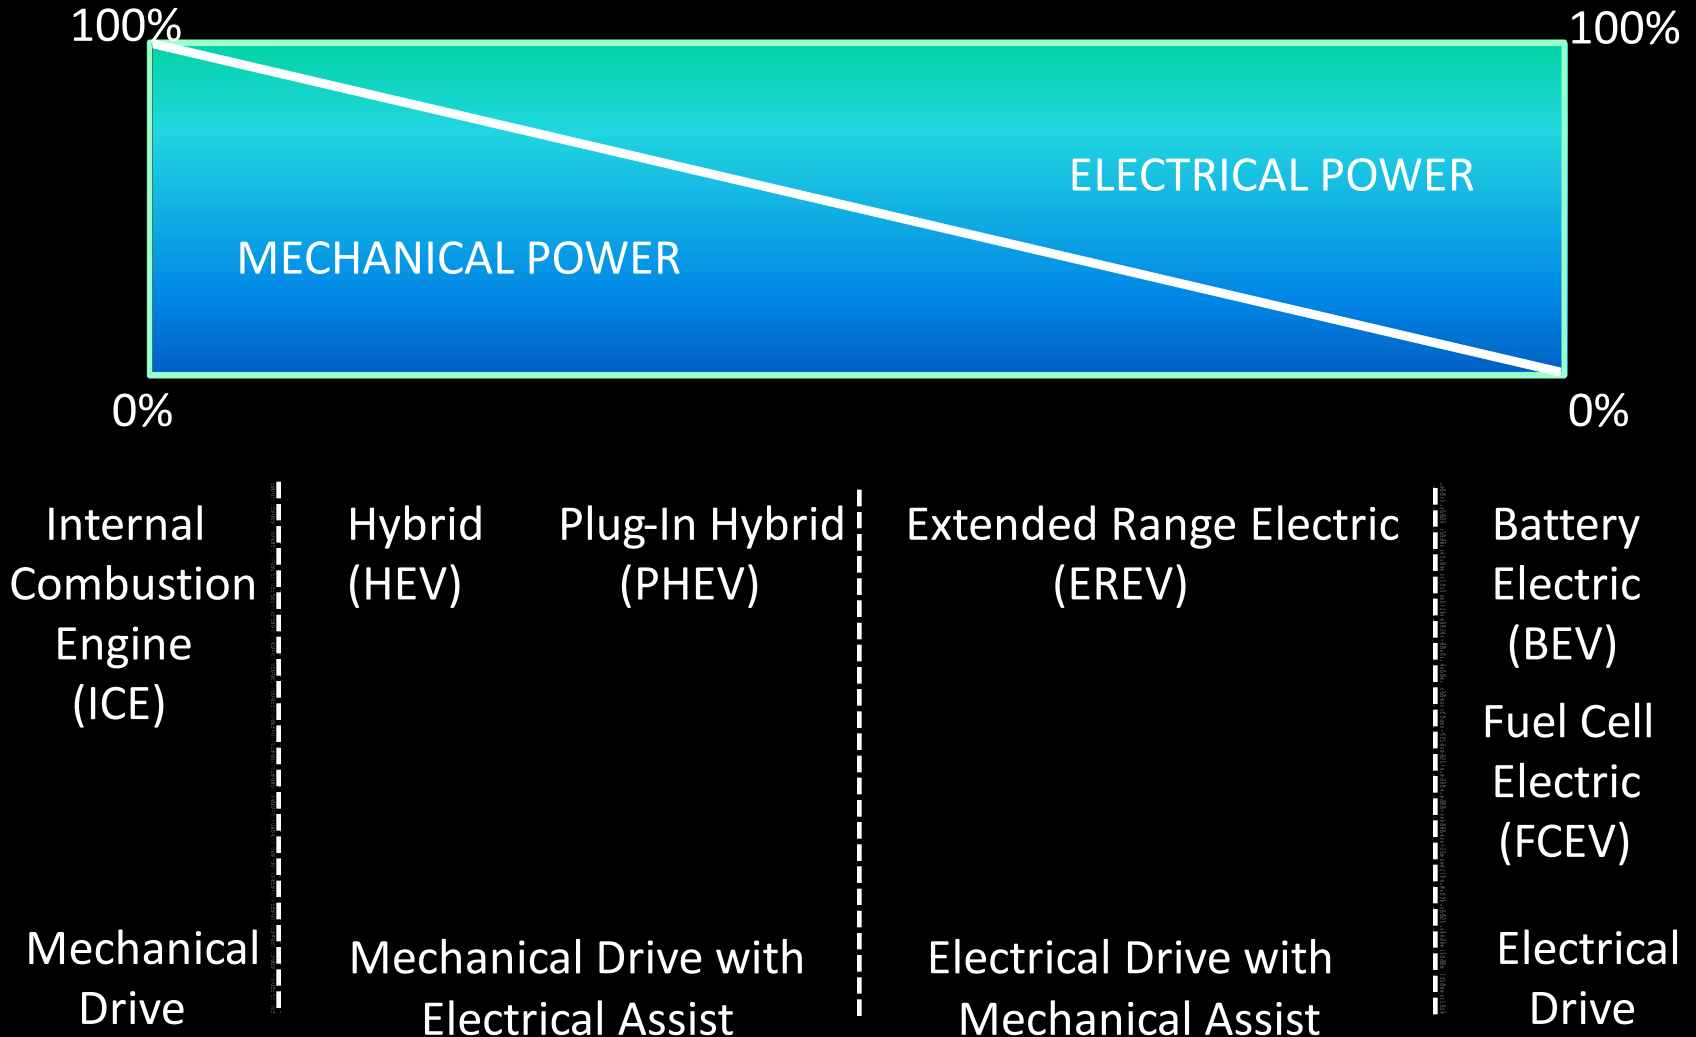 100%
100%
ELECTRICAL POWER
MECHANICAL POWER
0%
0%
Internal
Combustion
Engine
(ICE)
Hybrid
(HEV)
Plug-In Hybrid
(PHEV)
Extended Range Electric
(EREV)
Battery
Electric
(BEV)
Fuel Cell
Electric
(FCEV)
Mechanical
Drive
Mechanical Drive with
Electrical Assist
Electrical Drive with
Mechanical Assist
Electrical
Drive